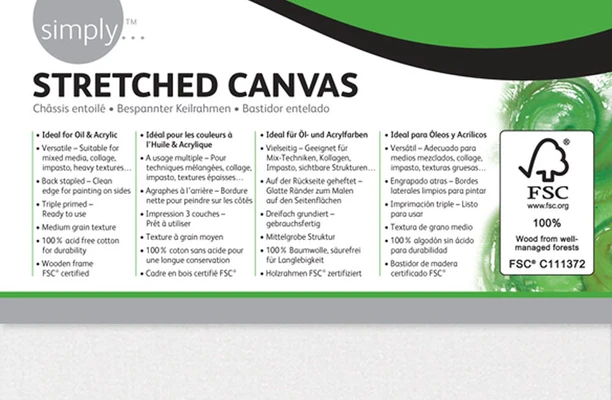 simply...™
STRETCHED CANVAS
Châssis entoilé • Bespannter Keilrahmen • Bastidor entelado
• Ideal for Oil & Acrylic
• Versatile – Suitable for
mixed media, collage,
impasto, heavy textures...
• Back stapled – Clean
edge for painting on sides
• Triple primed –
Ready to use
• Medium grain texture
• 100% acid free cotton
for durability
• Wooden frame
FSC® certified
• Idéal pour les couleurs à
l'Huile & Acrylique
• A usage multiple – Pour
techniques mélangées, collage,
impasto, textures épaisses...
• Agraphes à l'arrière – Bordure
nette pour peindre sur les côtés
• Impression 3 couches –
Prêt à utiliser
• Texture à grain moyen
• 100% coton sans acide pour
une longue conservation
• Cadre en bois certifié FSC®
• Ideal für Öl- und Acrylfarben
• Vielseitig – Geeignet für
Mix-Techniken, Kollagen,
Impasto, sichtbare Strukturen...
• Auf der Rückseite geheftet –
Glatte Ränder zum Malen
auf den Seitenflächen
• Dreifach grundiert –
gebrauchsfertig
• Mittelgrobe Struktur
• 100% Baumwolle, säurefrei
für Langlebigkeit
• Holzrahmen FSC® zertifiziert
• Ideal para Óleos y Acrílicos
• Versátil – Adecuado para
medios mezclados, collage,
impasto, texturas gruesas...
• Engrapado atras – Bordes
laterales limpios para pintar
• Imprimación triple – Listo
para usar
• Textura de grano medio
• 100% algodón sin ácido
para durabilidad
• Bastidor de madera
certificado FSC®
FSC
www.fsc.org
100%
Wood from well-
managed forests
FSC® C111372